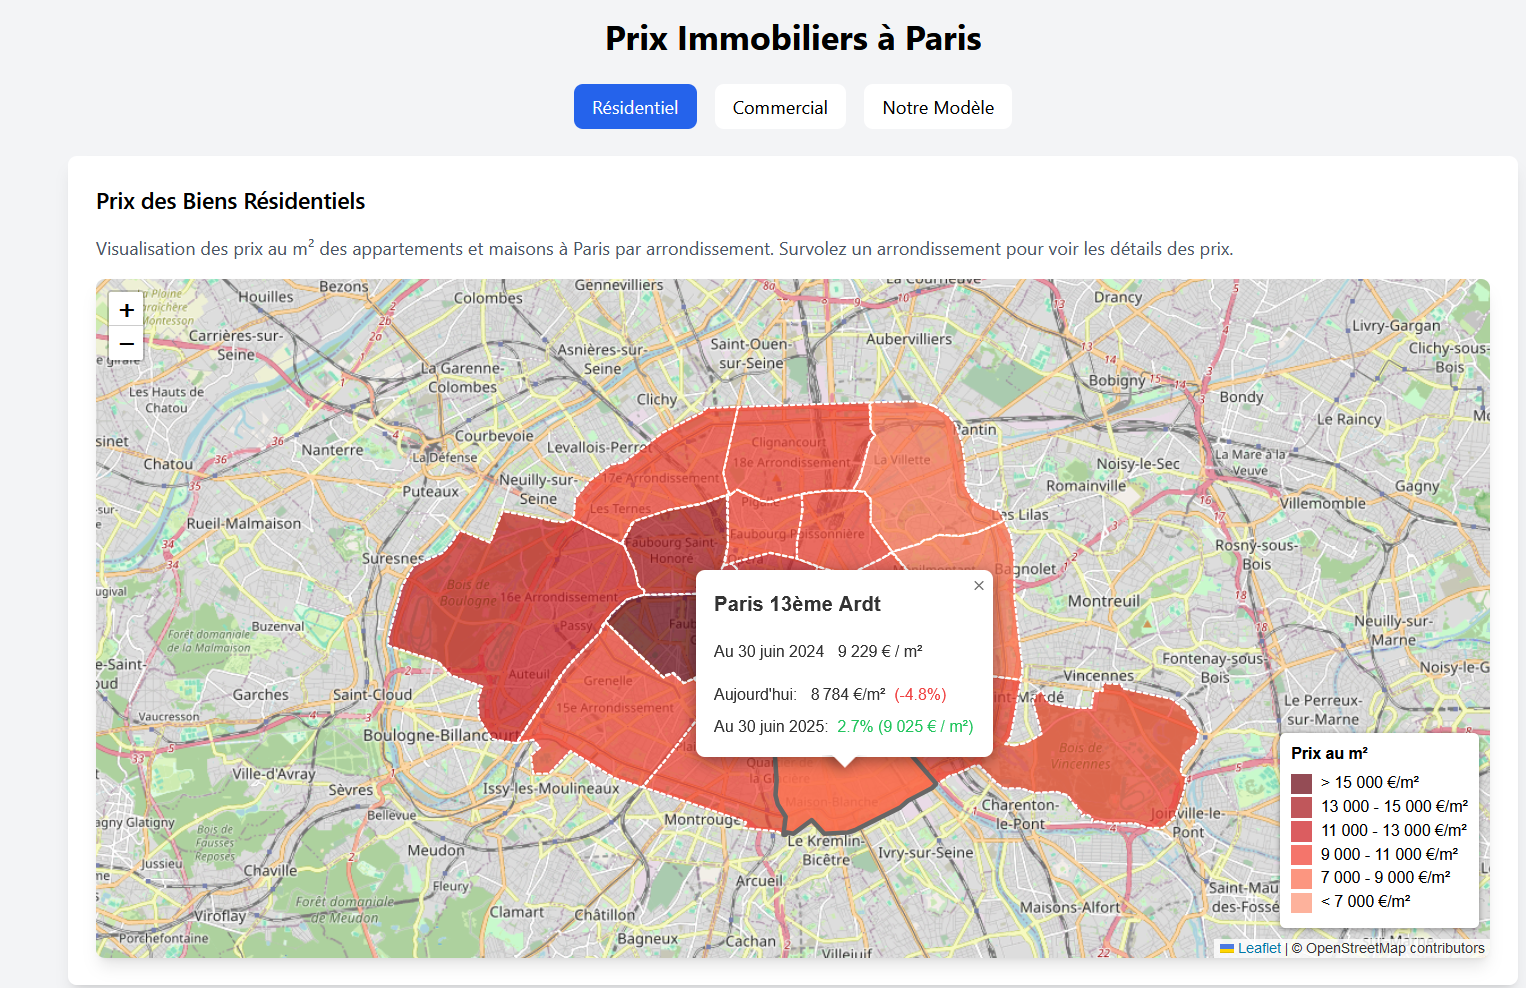 Prix Immobiliers à Paris
Résidentiel
Commercial
Notre Modèle
Prix des Biens Résidentiels
Visualisation des prix au m² des appartements et maisons à Paris par arrondissement. Survolez un arrondissement pour voir les détails des prix.
+
−
Houilles
Bezons
Colombes
Gennevilliers
Drancy
Livry-Gargan
Clichy-sous-
Bois
Carrières-sur-
Seine
Asnières-sur-
Seine
Saint-Ouen-
sur-Seine
Aubervilliers
La Garenne-
Colombes
Les Hauts de
Chatou
Clichy
Bobigny
Bondy
Le Raincy
Courbevoie
Levallois-Perret
Nanterre
La Défense
Chatou
Clignancourt
18e Arrondissement
La Villette
Pantin
Noisy-le-Sec
La Mare à la
Veuve
Gagny
Puteaux
Neuilly-sur-
Seine
17e Arrondissement
Les Ternes
Pigalle
Romainville
Villemomble
Rueil-Malmaison
Les Lilas
Faubourg Saint-
Honoré
Faubourg Poissonnière
Opéra
Suresnes
Rosny-sous-
Bois
Bagnolet
Bois de
Boulogne
16e Arrondissement
Montreuil
Buzenval
Passy
Forêt domaniale
de la Malmaison
Neuilly-sur-
Marne
Paris 13ème Ardt
×
Au 30 juin 2024 9 229 € / m²
Aujourd'hui: 8 784 €/m² (-4.8%)
Au 30 juin 2025: 2.7% (9 025 € / m²)
Fontenay-sous-
Bois
Vincennes
Auteuil
Grenelle
15e Arrondissement
Garches
Saint-Cloud
Vaucresson
Boulogne-Billancourt
Le Perreux-
sur-Marne
Bois de
Vincennes
Ville-d'Avray
Sèvres
Issy-les-Moulineaux
la Glacière
Maison Blanche
Charenton-
le-Pont
Joinville-le-
Pont
Bellevue
Montrouge
Le Kremlin-
Bicêtre
Ivry-sur-Seine
Bois de
Fausses
Reposes
Meudon
Jussieu
Chaville
Arcueil
Fleury
Viroflay
Forêt domaniale
de Meudon
Clamart
Châtillon
Maisons-Alfort
Porchefontaine
Bagneux
Cachan
Villejuif
Prix au m²
> 15 000 €/m²
13 000 - 15 000 €/m²
11 000 - 13 000 €/m²
9 000 - 11 000 €/m²
7 000 - 9 000 €/m²
< 7 000 €/m²
Leaflet | © OpenStreetMap contributors